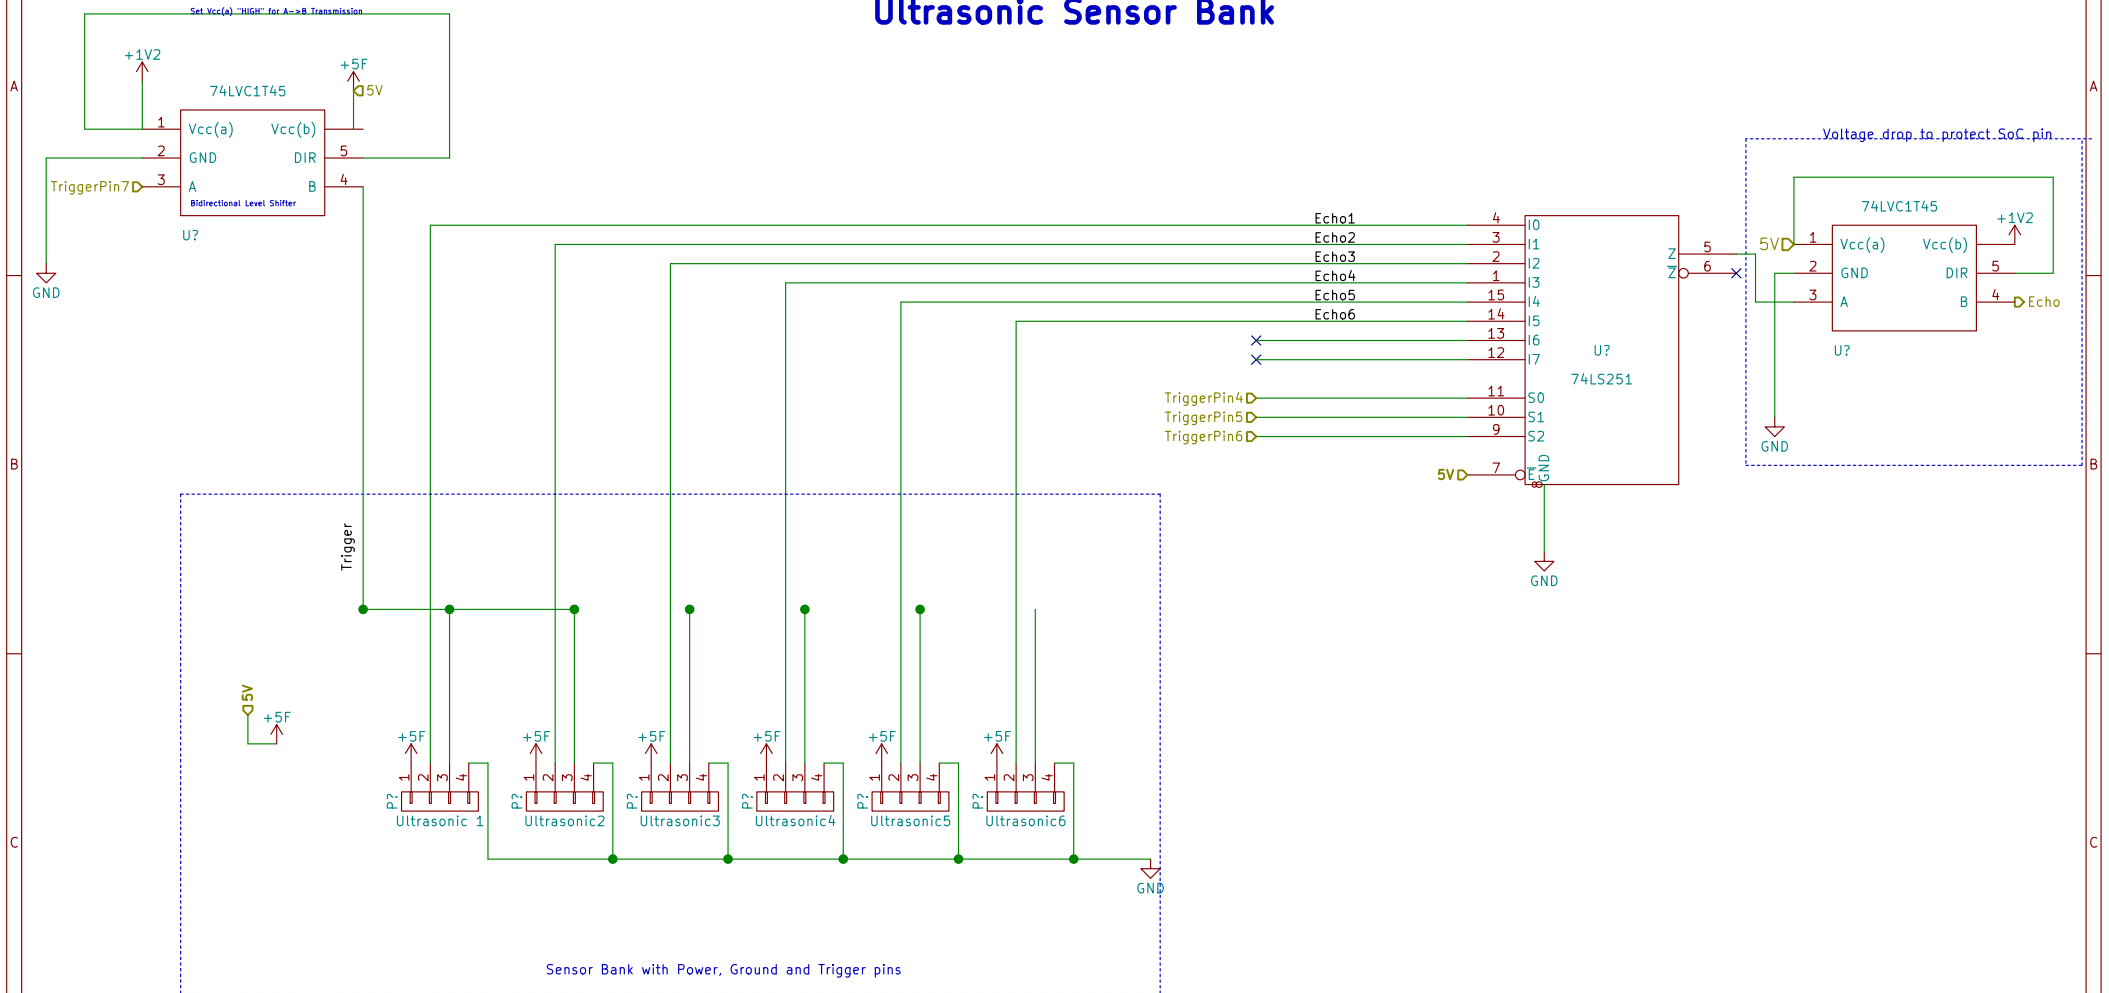 Ultrasonic Sensor Bank
Set Vcc(a) "HIGH" for A->B Transmission
+1V2
+5F
5V
A
A
74LVC1T45
1 Vcc(a) Vcc(b)
2 GND DIR 5
TriggerPin7 3 A B 4
Bidirectional Level Shifter
U?
GND
Voltage drop to protect SoC pin
74LVC1T45
+1V2
5V 1 Vcc(a) Vcc(b)
2 GND DIR 5
3 A B 4 Echo
U?
GND
Echo1 4 I0
Echo2 3 I1
Echo3 2 I2
Echo4 1 I3
Echo5 15 I4
Echo6 14 I5
13 I6
12 I7
Z 5
Z 6
U?
74LS251
TriggerPin4 11 S0
TriggerPin5 10 S1
TriggerPin6 9 S2
5V 7 E
GND
8
GND
B
B
Trigger
5V
+5F
+5F +5F +5F +5F +5F +5F
1 2 3 4 1 2 3 4 1 2 3 4 1 2 3 4 1 2 3 4 1 2 3 4
P? P? P? P? P? P?
Ultrasonic 1 Ultrasonic2 Ultrasonic3 Ultrasonic4 Ultrasonic5 Ultrasonic6
C
C
GND
Sensor Bank with Power, Ground and Trigger pins